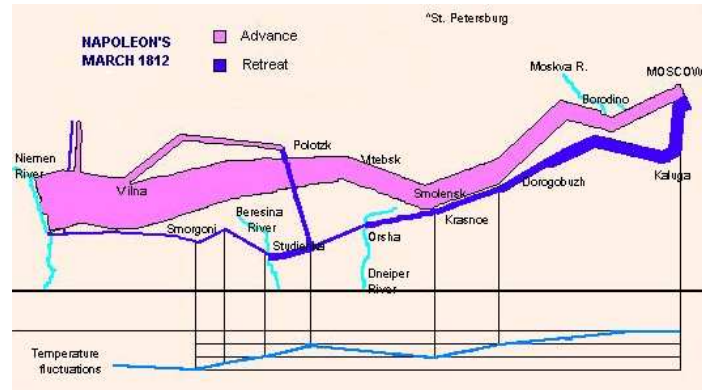 ^St. Petersburg
NAPOLEON'S
MARCH 1812
Advance
Retreat
Moskva R.
MOSCOW
Borodino
Niemen
River
Polotzk
Vitebsk
Vilna
Smolensk
Dorogobuzh
Kaluga
Beresina
River
Smorgoni
Krasnoe
Orsha
Studienka
Dneiper
River
Temperature
fluctuations